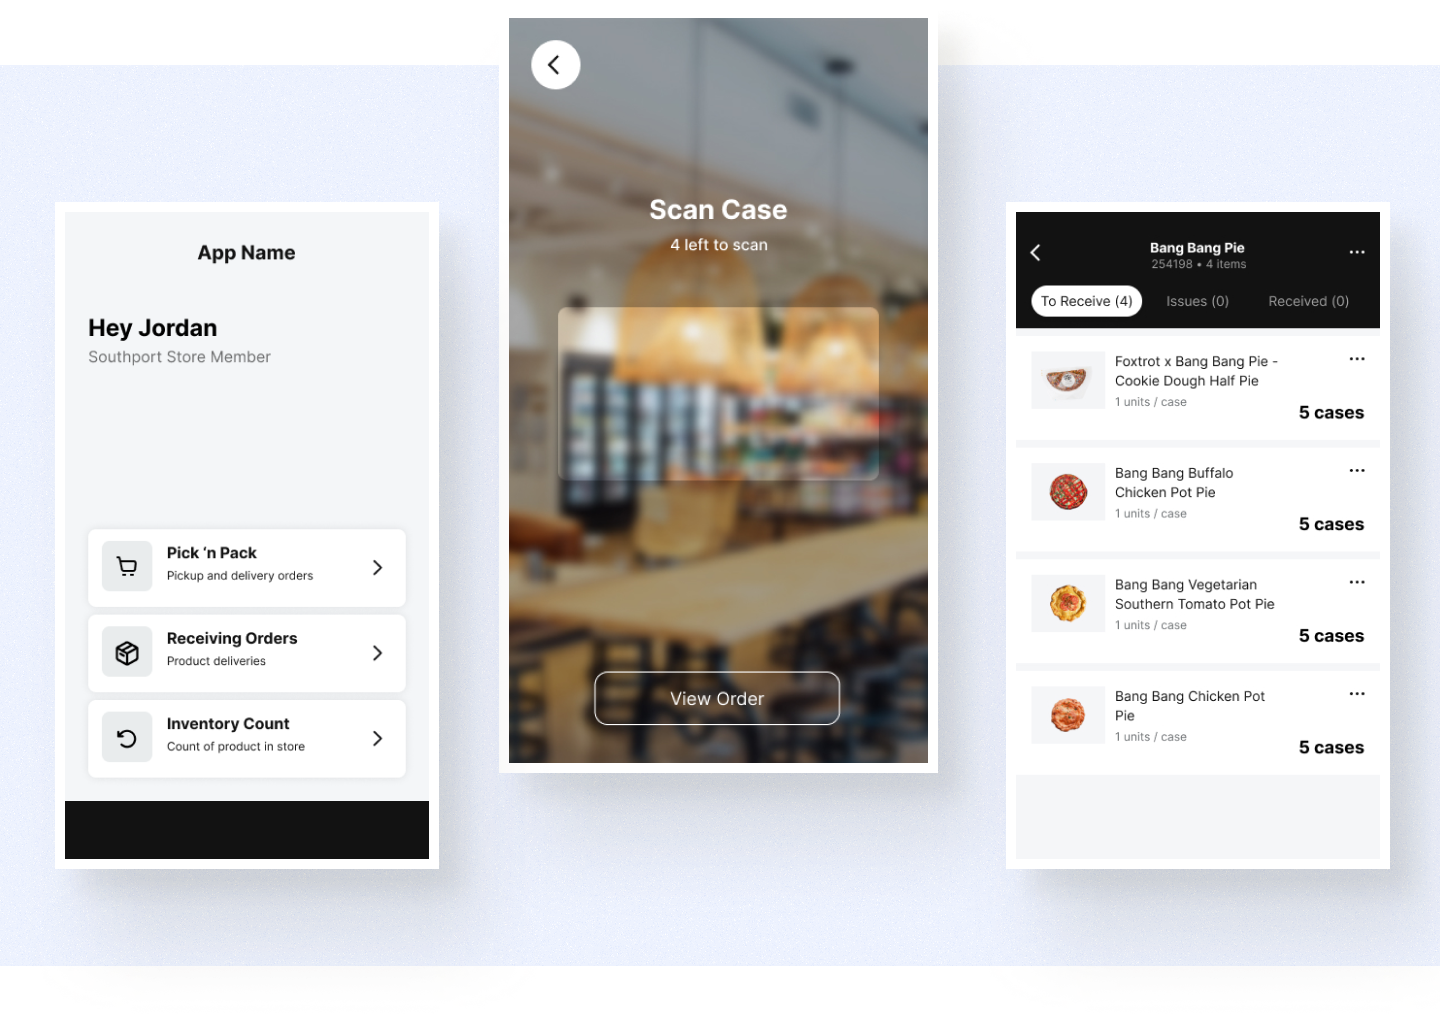 App Name
Hey Jordan
Southport Store Member
Pick ‘n Pack
Pickup and delivery orders
Receiving Orders
Product deliveries
Inventory Count
Count of product in store
Scan Case
4 left to scan
View Order
Bang Bang Pie
254198 • 4 items
To Receive (4) Issues (0) Received (0)
Foxtrot x Bang Bang Pie -
Cookie Dough Half Pie
1 units / case
5 cases
Bang Bang Buffalo
Chicken Pot Pie
1 units / case
5 cases
Bang Bang Vegetarian
Southern Tomato Pot Pie
1 units / case
5 cases
Bang Bang Chicken Pot
Pie
1 units / case
5 cases